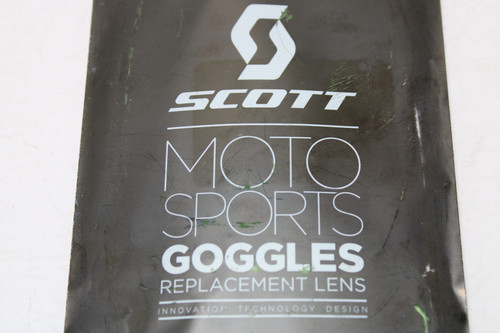 SCOTT
MOTO
SPORTS
GOGGLES
REPLACEMENT LENS
INNOVATION TECHNOLOGY DESIGN